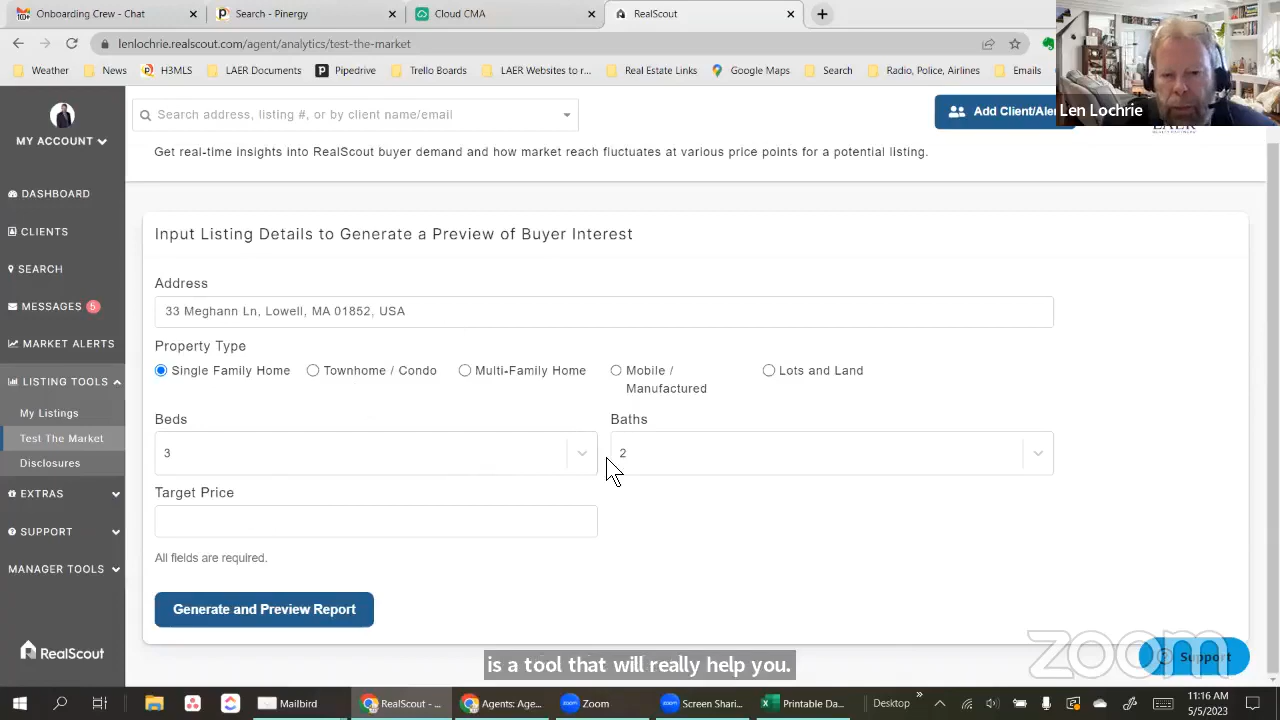 Onboarding Crew - Chat
Search - Pinergy
Cloud CMA
RealScout
lenlochrie.realscout.com/agent/analytics/test-the-market
Weather
News
H3MLS
LAER Documents
Pipedrive
Trello Boards
LAER Websites to r...
Real Estate Links
Google Maps
Search
Radio, Police, Airlines
Emails
Len Lochrie
MY ACCOUNT
Search address, listing #, or by client name/email
Add Client/Aler
LAER
Get real-time insights into RealScout buyer demand and how market reach fluctuates at various price points for a potential listing.
DASHBOARD
CLIENTS
SEARCH
MESSAGES 5
MARKET ALERTS
LISTING TOOLS
My Listings
Test The Market
Disclosures
EXTRAS
SUPPORT
MANAGER TOOLS
RealScout
Input Listing Details to Generate a Preview of Buyer Interest
Address
33 Meghann Ln, Lowell, MA 01852, USA
Property Type
Single Family Home
Townhome / Condo
Multi-Family Home
Mobile /
Manufactured
Lots and Land
Beds
Baths
3
2
Target Price
All fields are required.
Generate and Preview Report
zoom
Support
is a tool that will really help you.
Mailbird
RealScout - ...
Agents: Age...
Zoom
Screen Shari...
Printable Da...
Desktop
11:16 AM
5/5/2023